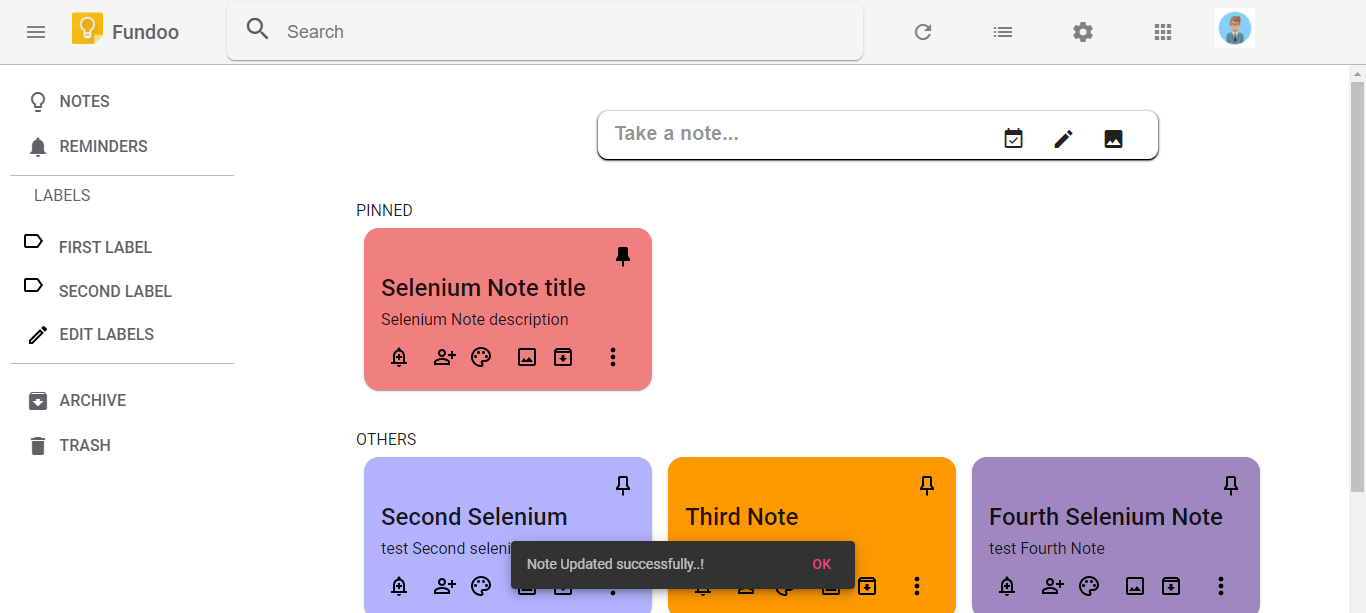 Fundoo
Search
NOTES
REMINDERS
LABELS
FIRST LABEL
SECOND LABEL
EDIT LABELS
ARCHIVE
TRASH
Take a note...
PINNED
Selenium Note title
Selenium Note description
OTHERS
Second Selenium
test Second
Third Note
Fourth Selenium Note
test Fourth Note
Note Updated successfully..!
OK